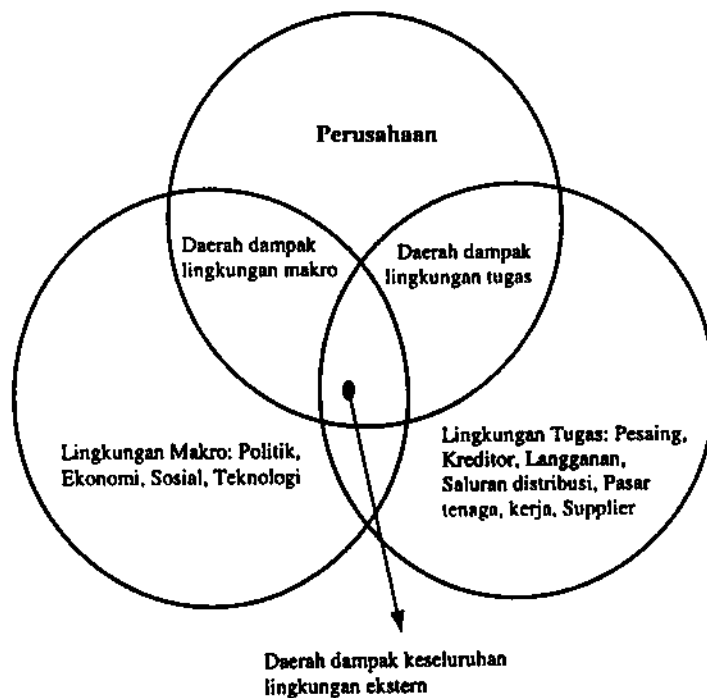 Perusahaan
Daerah dampak
lingkungan makro
Daerah dampak
lingkungan tugas
Lingkungan Makro: Politik,
Ekonomi, Sosial, Teknologi
Lingkungan Tugas: Pesaing,
Kreditor, Langganan,
Saluran distribusi, Pasar
tenaga, kerja, Supplier
Daerah dampak keseluruhan
lingkungan ekstern